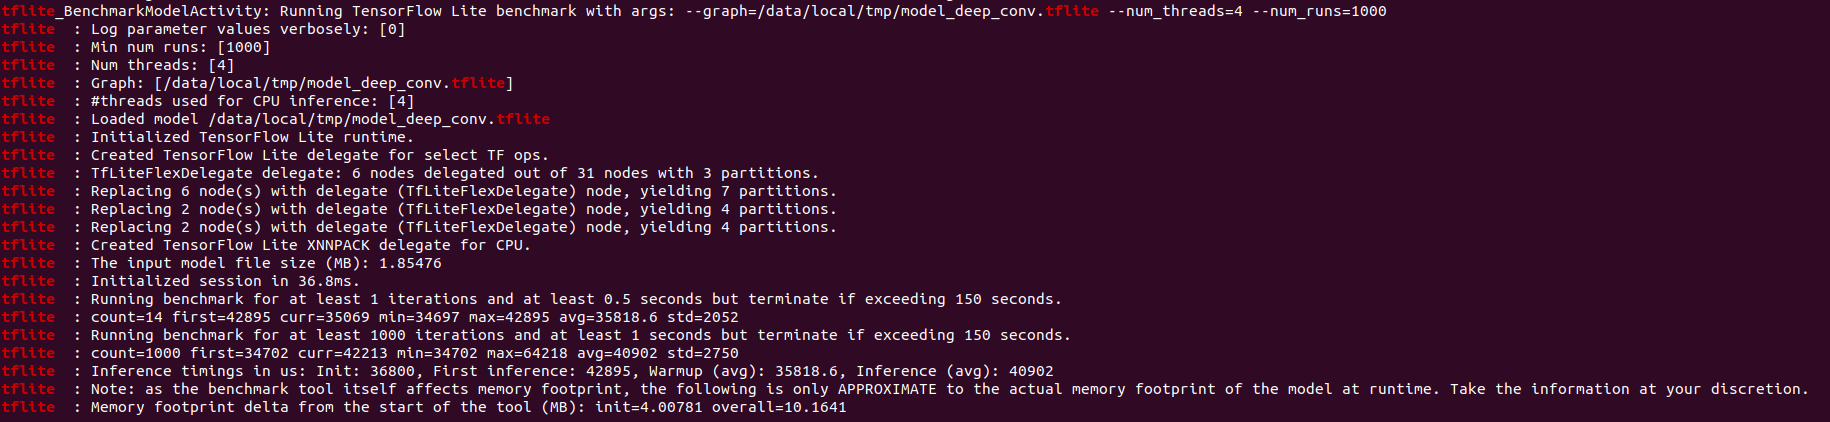 tflite_BenchmarkModelActivity: Running TensorFlow Lite benchmark with args: --graph=/data/local/tmp/model_deep_conv.tflite --num_threads=4 --num_runs=1000
tflite  : Log parameter values verbosely: [0]
tflite  : Min num runs: [1000]
tflite  : Num threads: [4]
tflite  : Graph: [/data/local/tmp/model_deep_conv.tflite]
tflite  : #threads used for CPU inference: [4]
tflite  : Loaded model /data/local/tmp/model_deep_conv.tflite
tflite  : Initialized TensorFlow Lite runtime.
tflite  : Created TensorFlow Lite delegate for select TF ops.
tflite  : TfLiteFlexDelegate delegate: 6 nodes delegated out of 31 nodes with 3 partitions.
tflite  : Replacing 6 node(s) with delegate (TfLiteFlexDelegate) node, yielding 7 partitions.
tflite  : Replacing 2 node(s) with delegate (TfLiteFlexDelegate) node, yielding 4 partitions.
tflite  : Replacing 2 node(s) with delegate (TfLiteFlexDelegate) node, yielding 4 partitions.
tflite  : Created TensorFlow Lite XNNPACK delegate for CPU.
tflite  : The input model file size (MB): 1.85476
tflite  : Initialized session in 36.8ms.
tflite  : Running benchmark for at least 1 iterations and at least 0.5 seconds but terminate if exceeding 150 seconds.
tflite  : count=14 first=42895 curr=35069 min=34697 max=42895 avg=35818.6 std=2052
tflite  : Running benchmark for at least 1000 iterations and at least 1 seconds but terminate if exceeding 150 seconds.
tflite  : count=1000 first=34702 curr=42213 min=34702 max=64218 avg=40902 std=2750
tflite  : Inference timings in us: Init: 36800, First inference: 42895, Warmup (avg): 35818.6, Inference (avg): 40902
tflite  : Note: as the benchmark tool itself affects memory footprint, the following is only APPROXIMATE to the actual memory footprint of the model at runtime. Take the information at your discretion.
tflite  : Memory footprint delta from the start of the tool (MB): init=4.00781 overall=10.1641